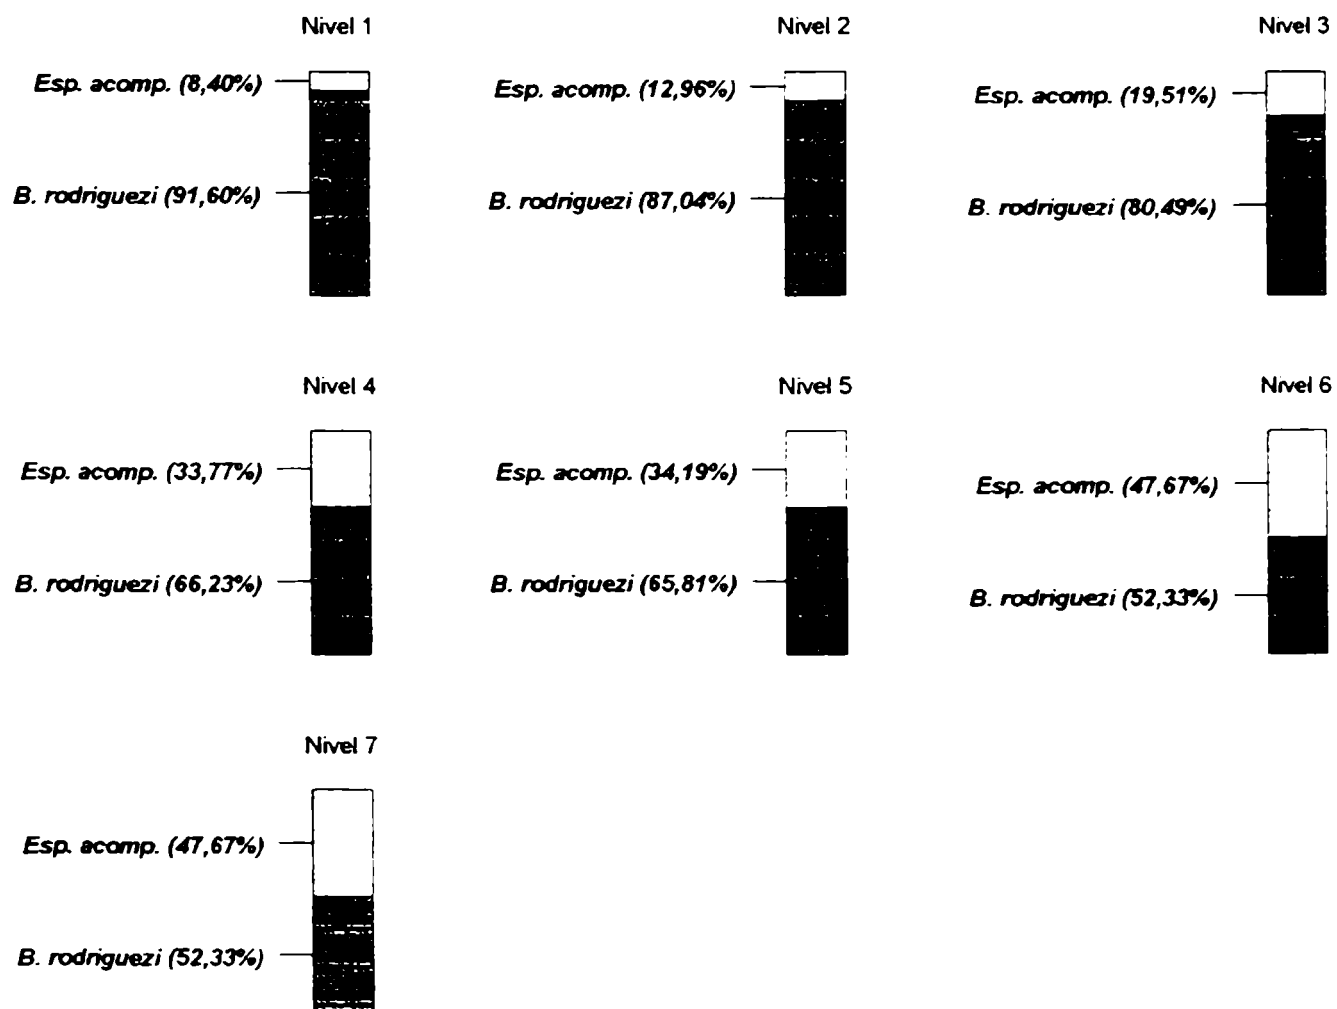 Nivel 1
Esp. acomp. (8,40%)
B. rodriguezi (91,60%)
Nivel 2
Esp. acomp. (12,96%)
B. rodriguezi (87,04%)
Nivel 3
Esp. acomp. (19,51%)
B. rodriguezi (80,49%)
Nivel 4
Esp. acomp. (33,77%)
B. rodriguezi (66,23%)
Nivel 5
Esp. acomp. (34,19%)
B. rodriguezi (65,81%)
Nivel 6
Esp. acomp. (47,67%)
B. rodriguezi (52,33%)
Nivel 7
Esp. acomp. (47,67%)
B. rodriguezi (52,33%)